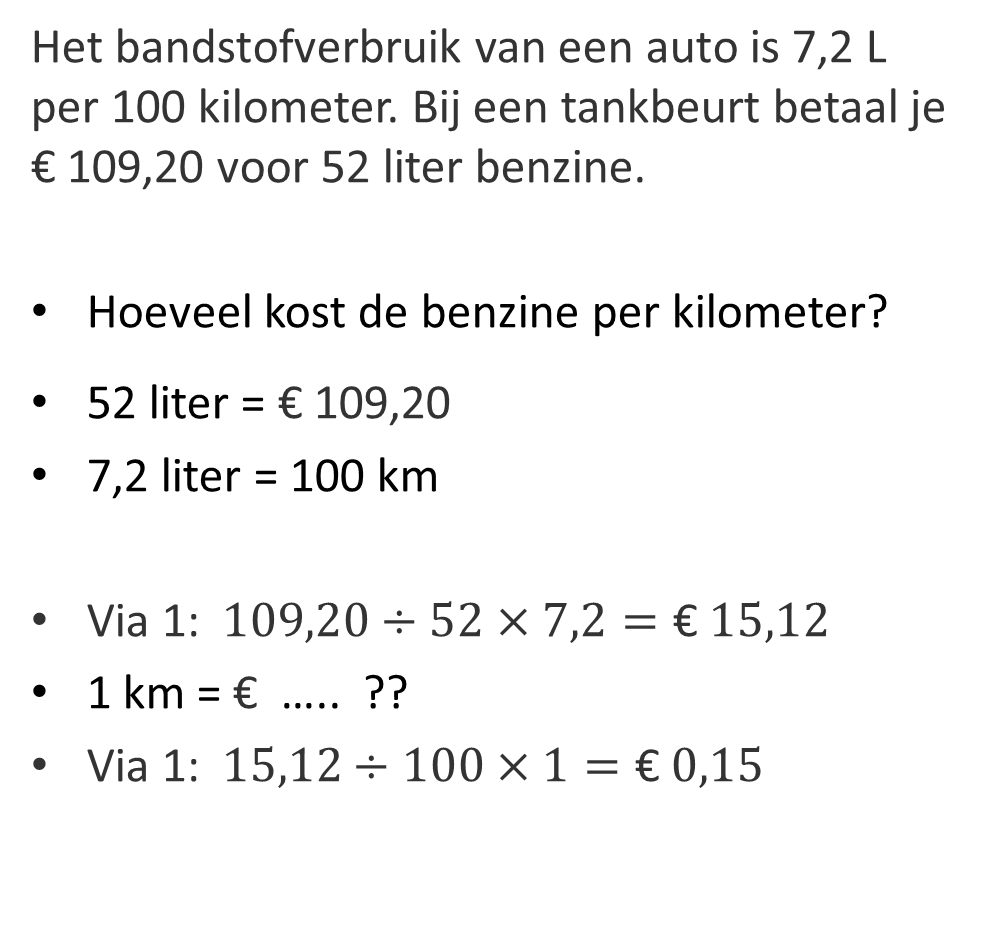 Het bandstofverbruik van een auto is 7,2 L
per 100 kilometer. Bij een tankbeurt betaal je
€ 109,20 voor 52 liter benzine.
• Hoeveel kost de benzine per kilometer?
• 52 liter = € 109,20
• 7,2 liter = 100 km
• Via 1: 109,20 ÷ 52 × 7,2 = € 15,12
• 1 km = € ..... ??
• Via 1: 15,12 ÷ 100 × 1 = € 0,15